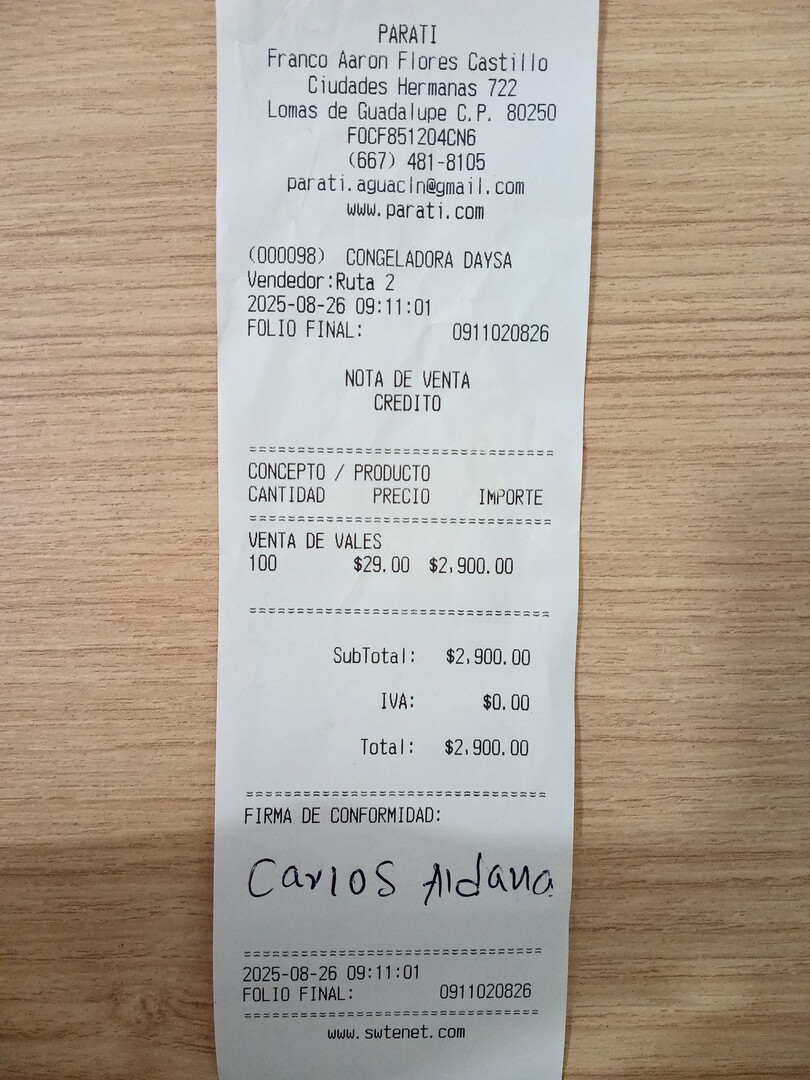 PARATI
Franco Aaron Flores Castillo
Ciudades Hermanas 722
Lomas de Guadalupe C.P. 80250
FOCF851204CN6
(667) 481-8105
parati.aguacln@gmail.com
www.parati.com
(000098) CONGELADORA DAYSA
Vendedor:Ruta 2
2025-08-26 09:11:01
FOLIO FINAL: 0911020826
NOTA DE VENTA
CREDITO
================================
CONCEPTO / PRODUCTO
CANTIDAD PRECIO IMPORTE
================================
VENTA DE VALES
100 $29.00 $2,900.00
================================
SubTotal: $2,900.00
IVA: $0.00
Total: $2,900.00
================================
FIRMA DE CONFORMIDAD:
Carlos Aldana
================================
2025-08-26 09:11:01
FOLIO FINAL: 0911020826
================================
www.swtenet.com